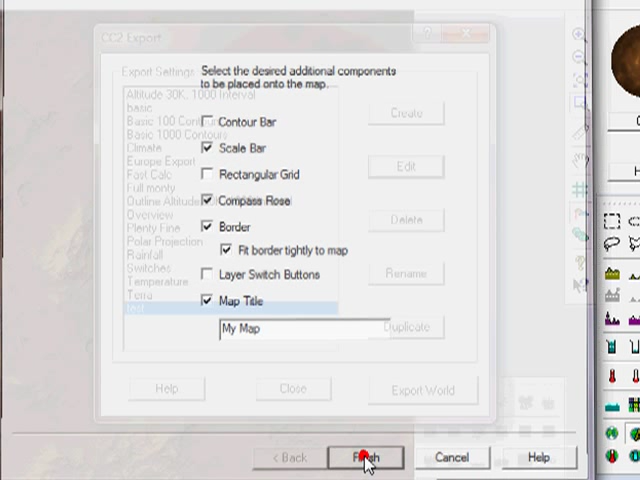 CC2 Export
Export Settings
Select the desired additional components
to be placed onto the map.
Altitude 30K, 1000 Interval
basic
Basic 100
Contour Bar
Create
Basic 1000 Contours
Climate
Scale Bar
Europe Export
Fast Calc
Rectangular Grid
Edit
Full monty
Outline
Compass Rose
Overview
Plenty Fine
Border
Delete
Polar Projection
Rainfall
Fit border tightly to map
Switches
Layer Switch Buttons
Rename
Temperature
Terra
Map Title
test
My Map
Duplicate
Help
Close
Export World
< Back
Finish
Cancel
Help